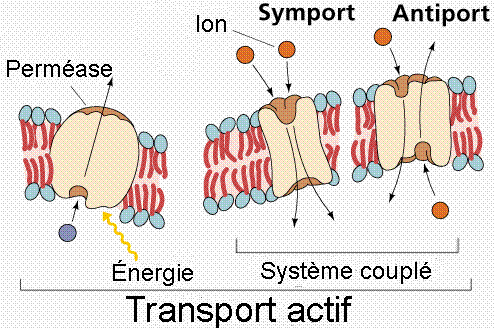 Symport
Antiport
Ion
Perméase
Énergie
Système couplé
Transport actif